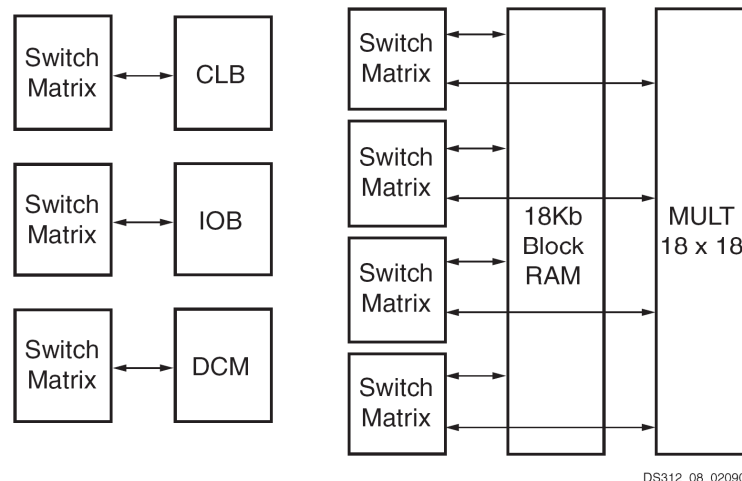 Switch
Matrix
CLB
Switch
Matrix
IOB
Switch
Matrix
DCM
Switch
Matrix
Switch
Matrix
Switch
Matrix
Switch
Matrix
18Kb
Block
RAM
MULT
18 x 18
DS312_08_02090